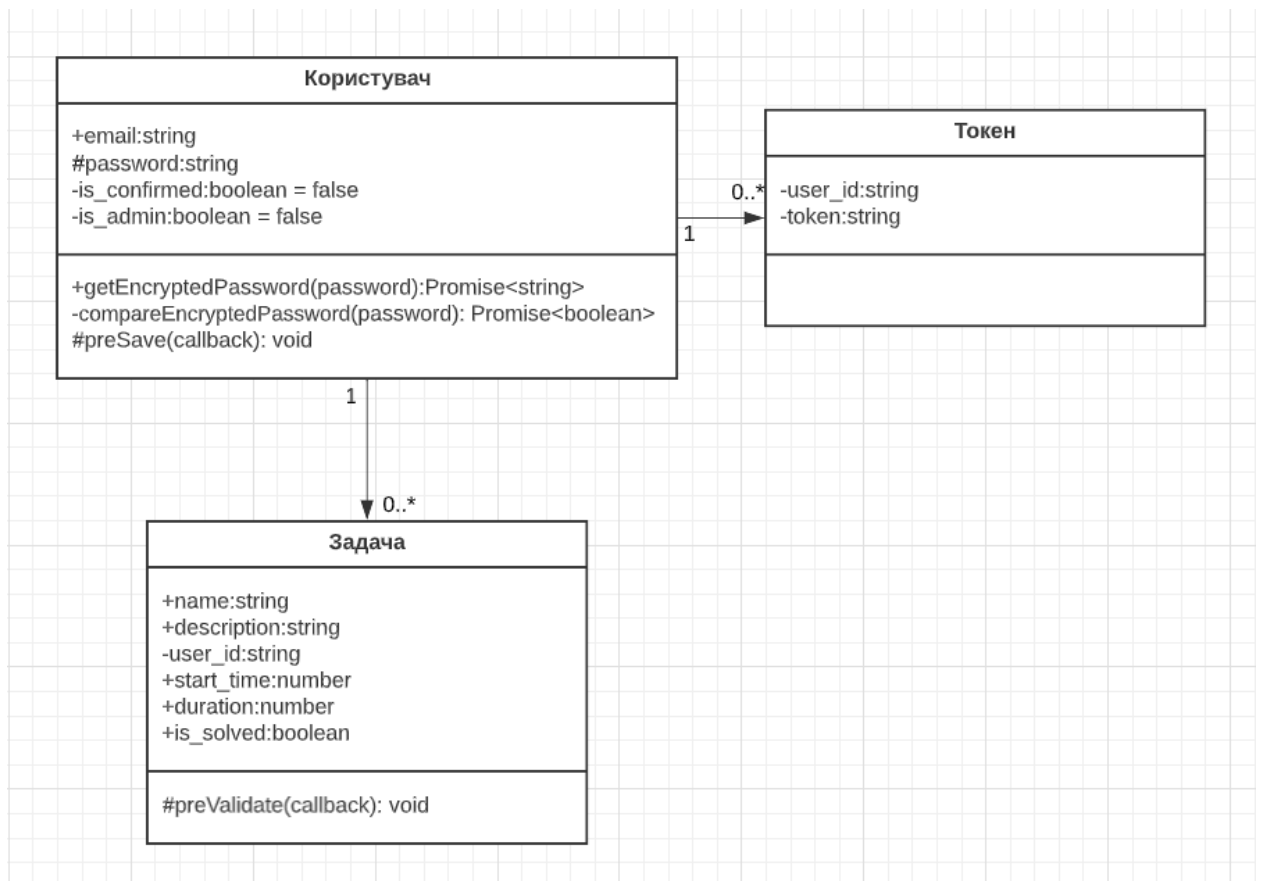 Користувач
+email:string
#password:string
-is_confirmed:boolean = false
-is_admin:boolean = false
+getEncryptedPassword(password):Promise<string>
-compareEncryptedPassword(password): Promise<boolean>
#preSave(callback): void
1
0..*
Токен
-user_id:string
-token:string
1
0..*
Задача
+name:string
+description:string
-user_id:string
+start_time:number
+duration:number
+is_solved:boolean
#preValidate(callback): void